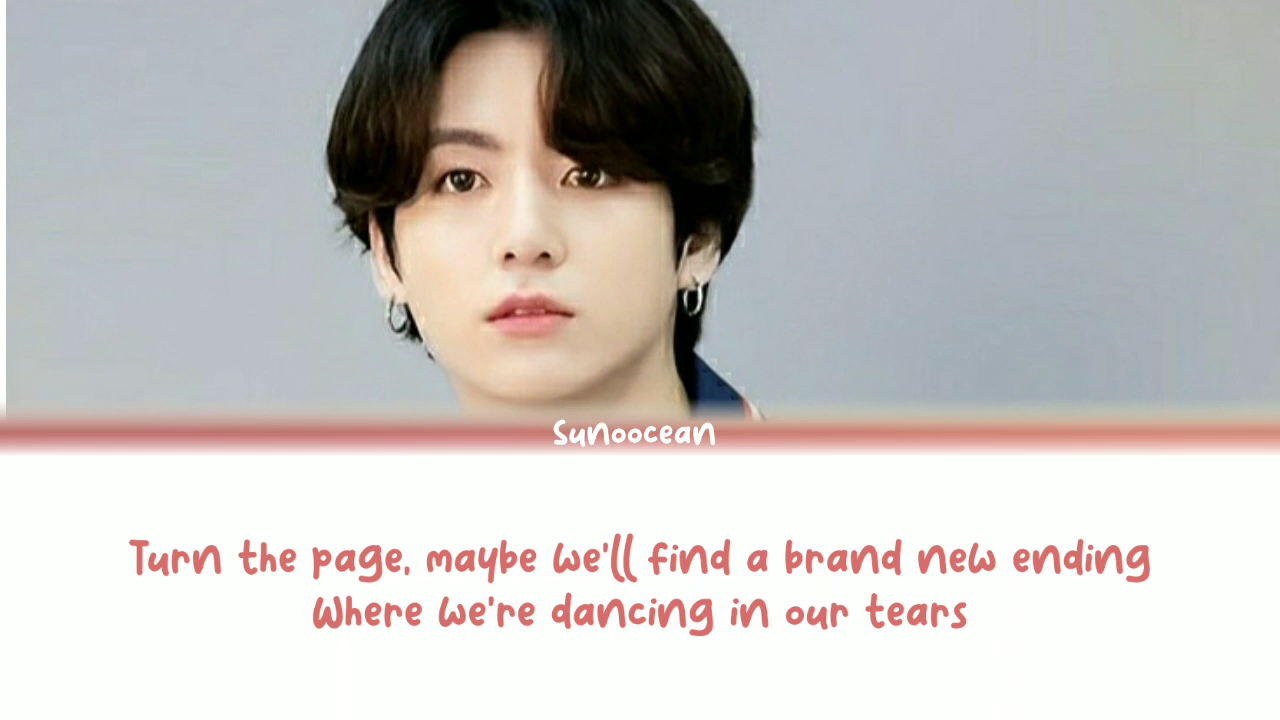 Sunoocean
Turn the page, maybe we'll find a brand new ending
Where we're dancing in our tears